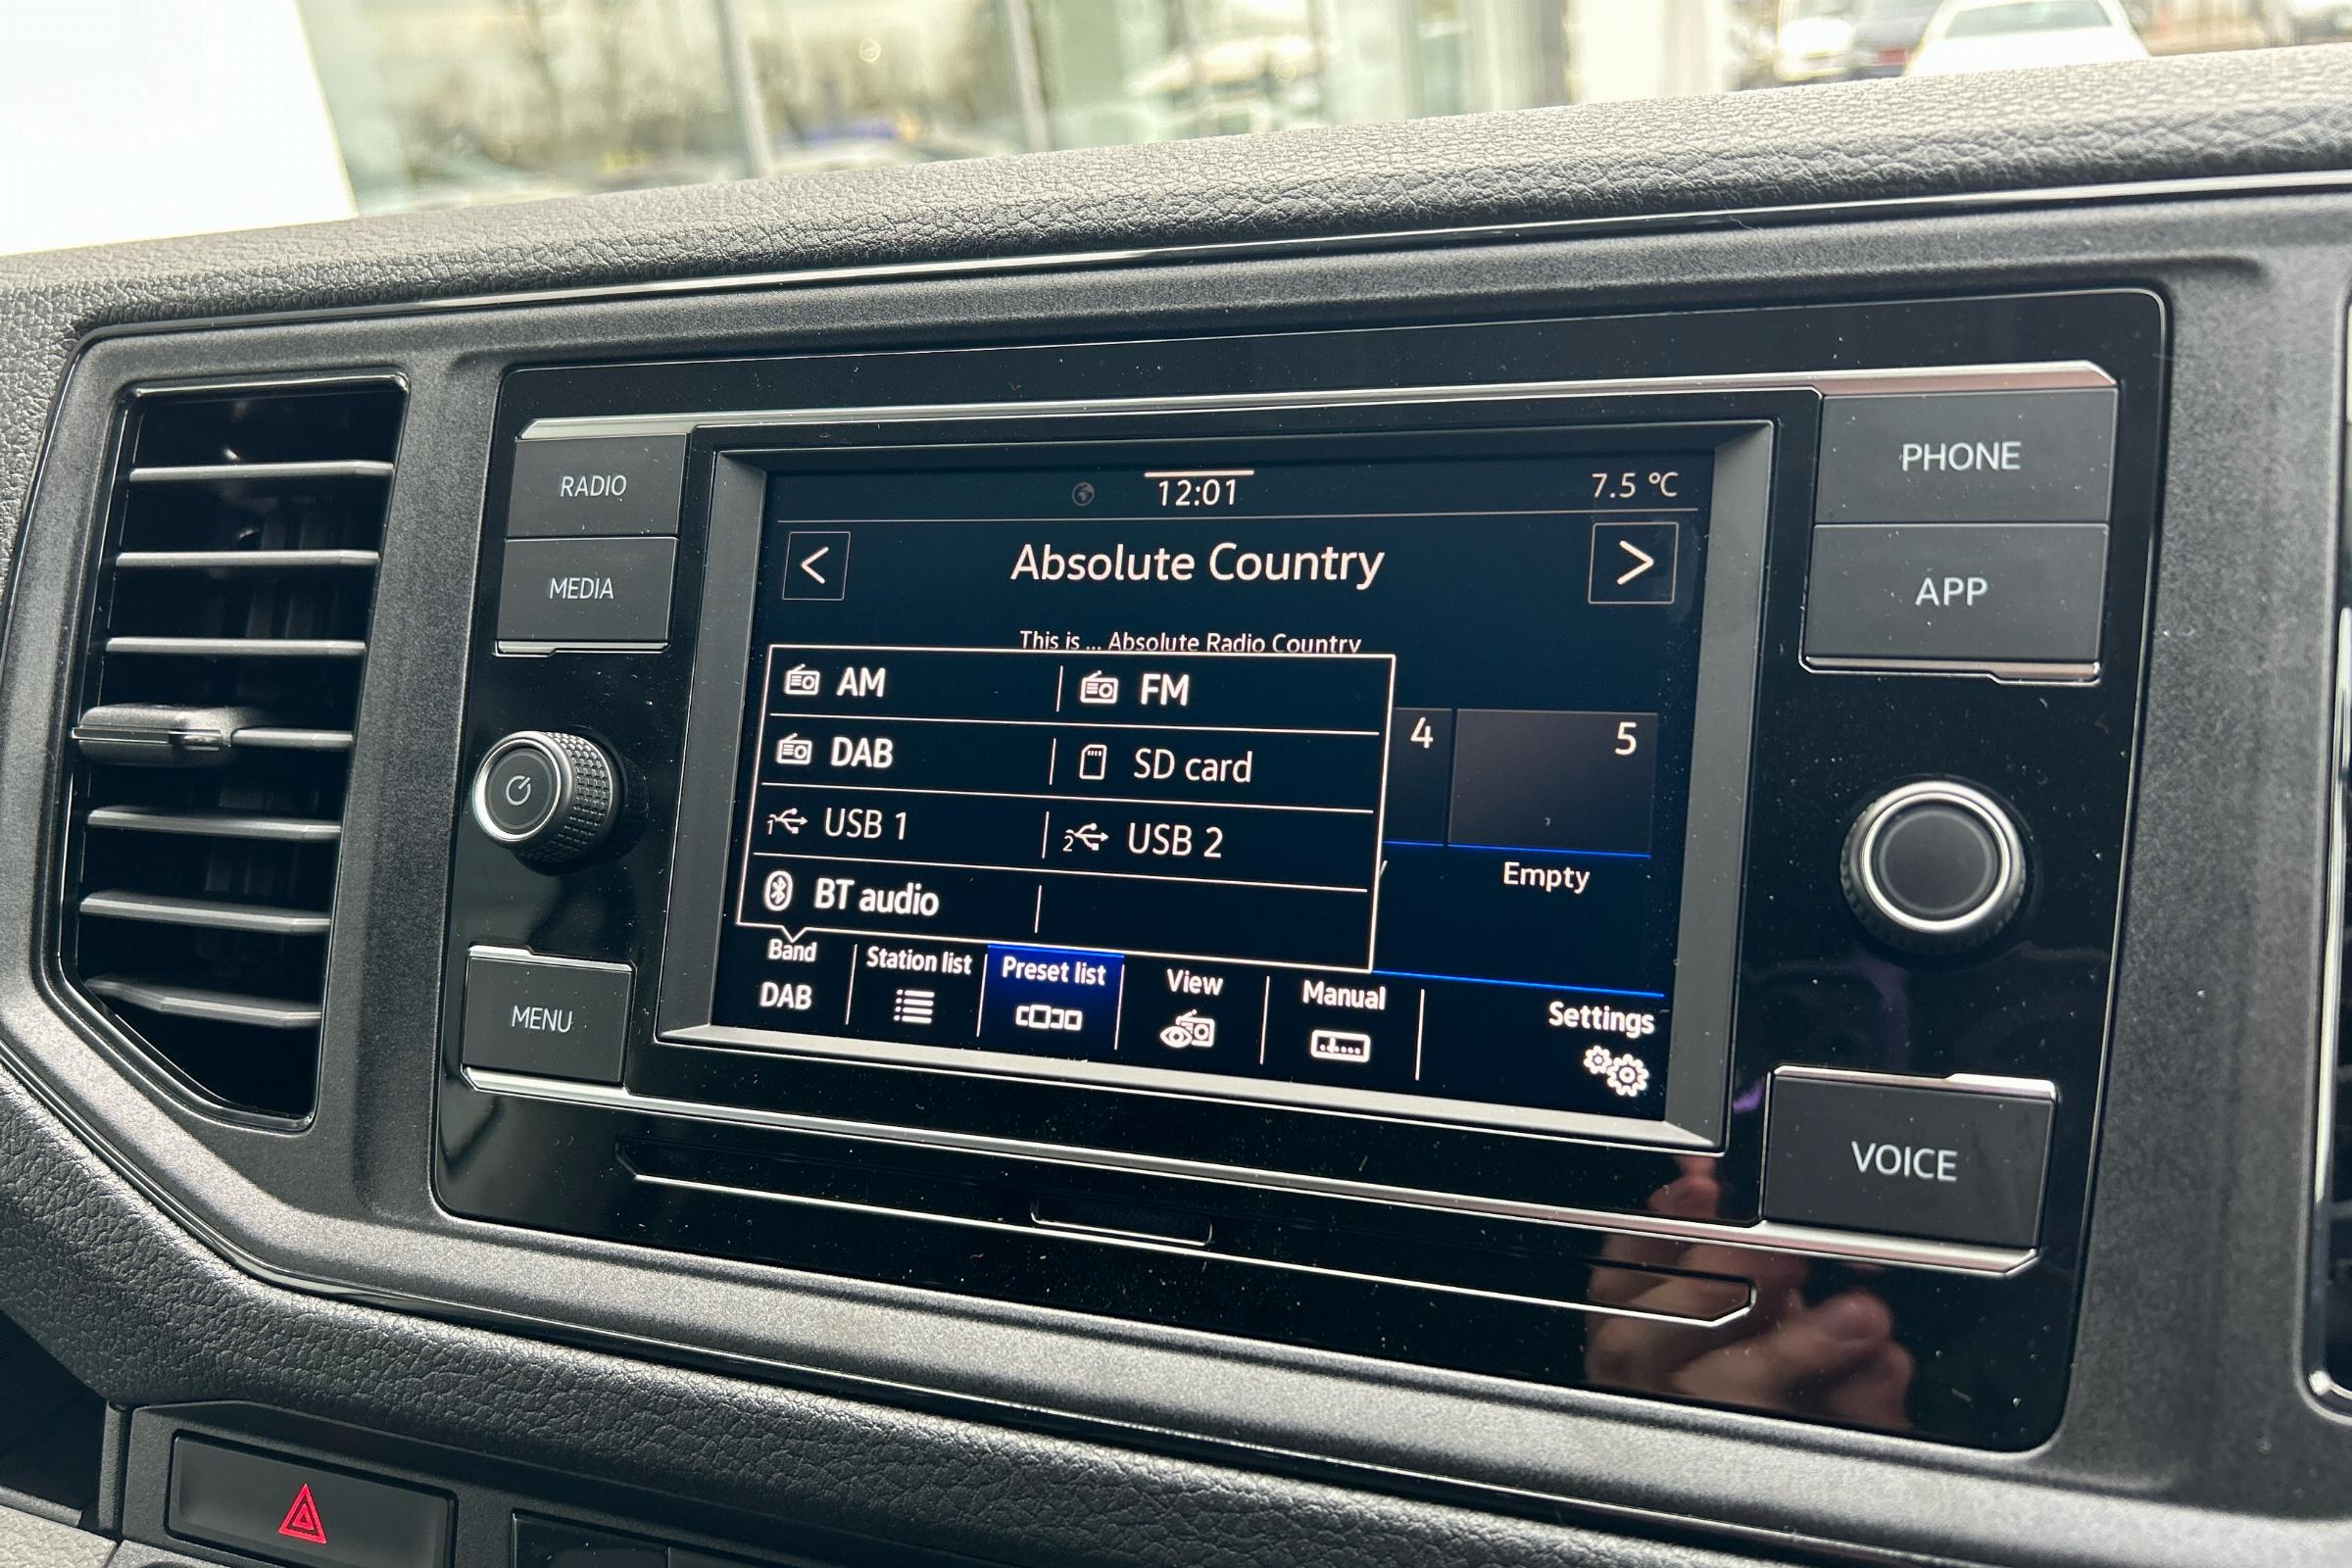 RADIO
MEDIA
MENU
12:01
7.5 °C
<
Absolute Country
>
This is ... Absolute Radio Country
AM
FM
DAB
SD card
1 USB 1
2 USB 2
BT audio
4
5
Empty
Band
DAB
Station list
Preset list
View
Manual
Settings
PHONE
APP
VOICE